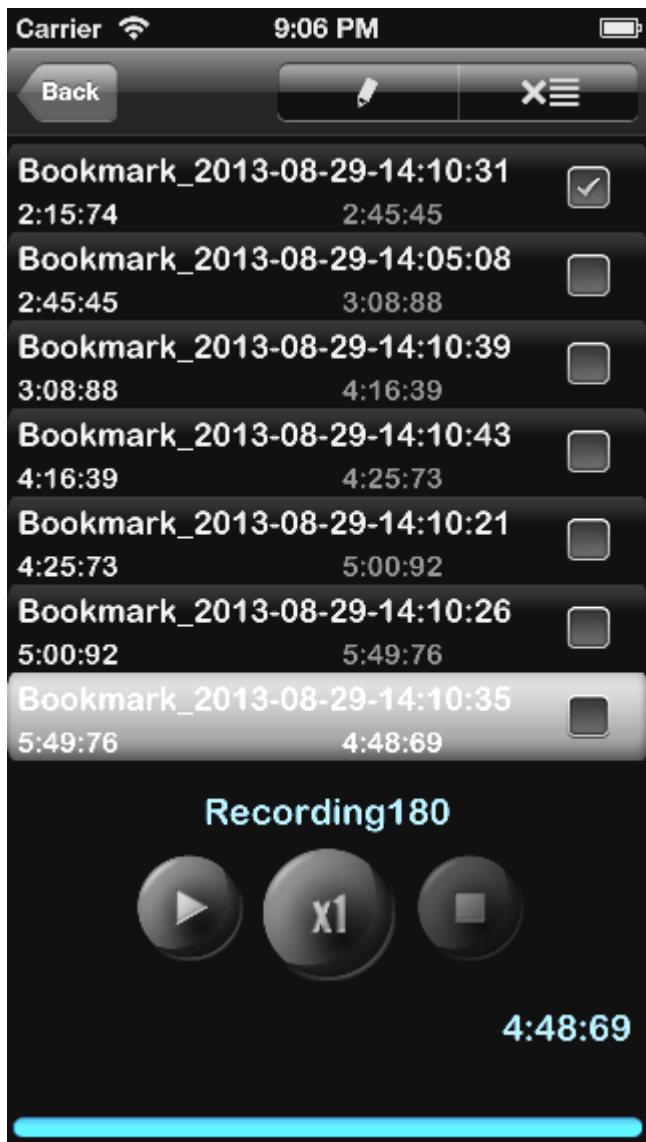 Carrier 9:06 PM
Back
Bookmark_2013-08-29-14:10:31
2:15:74 2:45:45
Bookmark_2013-08-29-14:05:08
2:45:45 3:08:88
Bookmark_2013-08-29-14:10:39
3:08:88 4:16:39
Bookmark_2013-08-29-14:10:43
4:16:39 4:25:73
Bookmark_2013-08-29-14:10:21
4:25:73 5:00:92
Bookmark_2013-08-29-14:10:26
5:00:92 5:49:76
Bookmark_2013-08-29-14:10:35
5:49:76 4:48:69
Recording180
x1
4:48:69